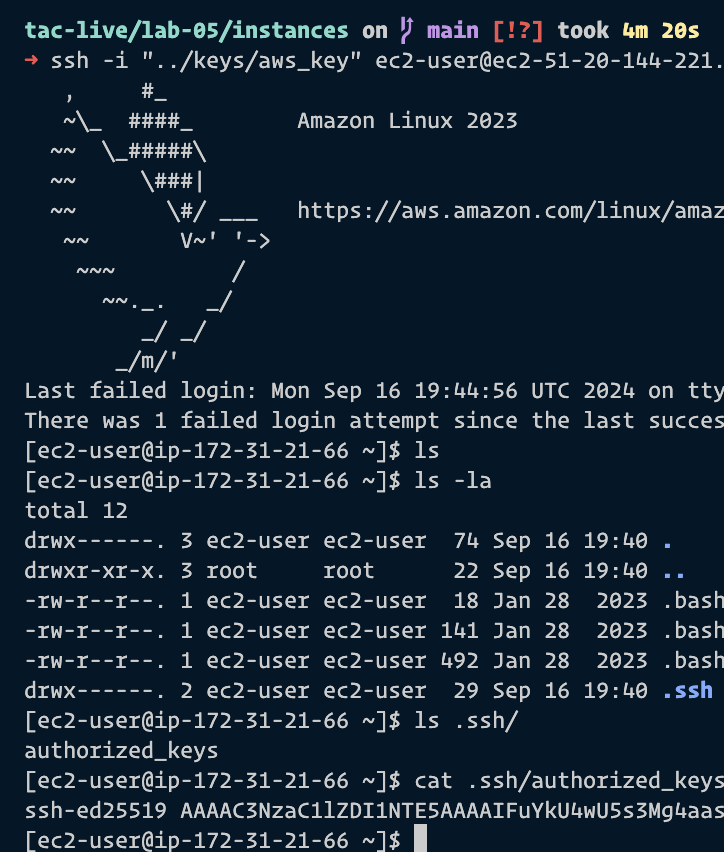 tac-live/lab-05/instances on main [!?] took 4m 20s
➜ ssh -i "../keys/aws_key" ec2-user@ec2-51-20-144-221.
   ,     #_
   ~\_  ####_        Amazon Linux 2023
  ~~  \_#####\
  ~~     \###|
  ~~       \#/ ___   https://aws.amazon.com/linux/amaz
   ~~       V~' '->
    ~~~         /
      ~~._.   _/
         _/ _/
       _/m/'
Last failed login: Mon Sep 16 19:44:56 UTC 2024 on tty
There was 1 failed login attempt since the last succes
[ec2-user@ip-172-31-21-66 ~]$ ls
[ec2-user@ip-172-31-21-66 ~]$ ls -la
total 12
drwx------. 3 ec2-user ec2-user  74 Sep 16 19:40 .
drwxr-xr-x. 3 root     root      22 Sep 16 19:40 ..
-rw-r--r--. 1 ec2-user ec2-user  18 Jan 28  2023 .bash
-rw-r--r--. 1 ec2-user ec2-user 141 Jan 28  2023 .bash
-rw-r--r--. 1 ec2-user ec2-user 492 Jan 28  2023 .bash
drwx------. 2 ec2-user ec2-user  29 Sep 16 19:40 .ssh
[ec2-user@ip-172-31-21-66 ~]$ ls .ssh/
authorized_keys
[ec2-user@ip-172-31-21-66 ~]$ cat .ssh/authorized_keys
ssh-ed25519 AAAAC3NzaC1lZDI1NTE5AAAAIFuYkU4wU5s3Mg4aas
[ec2-user@ip-172-31-21-66 ~]$